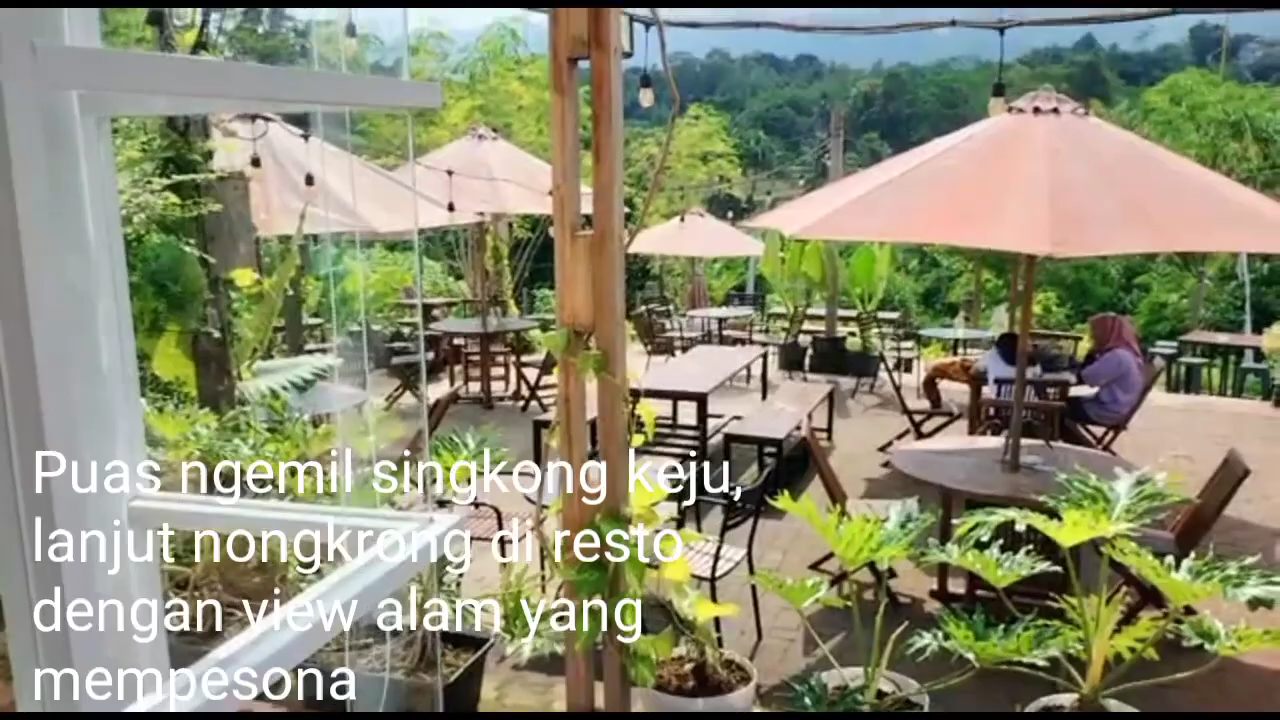 Puas ngemil singkong keju,
lanjut nongkrong di resto
dengan view alam yang
mempesona